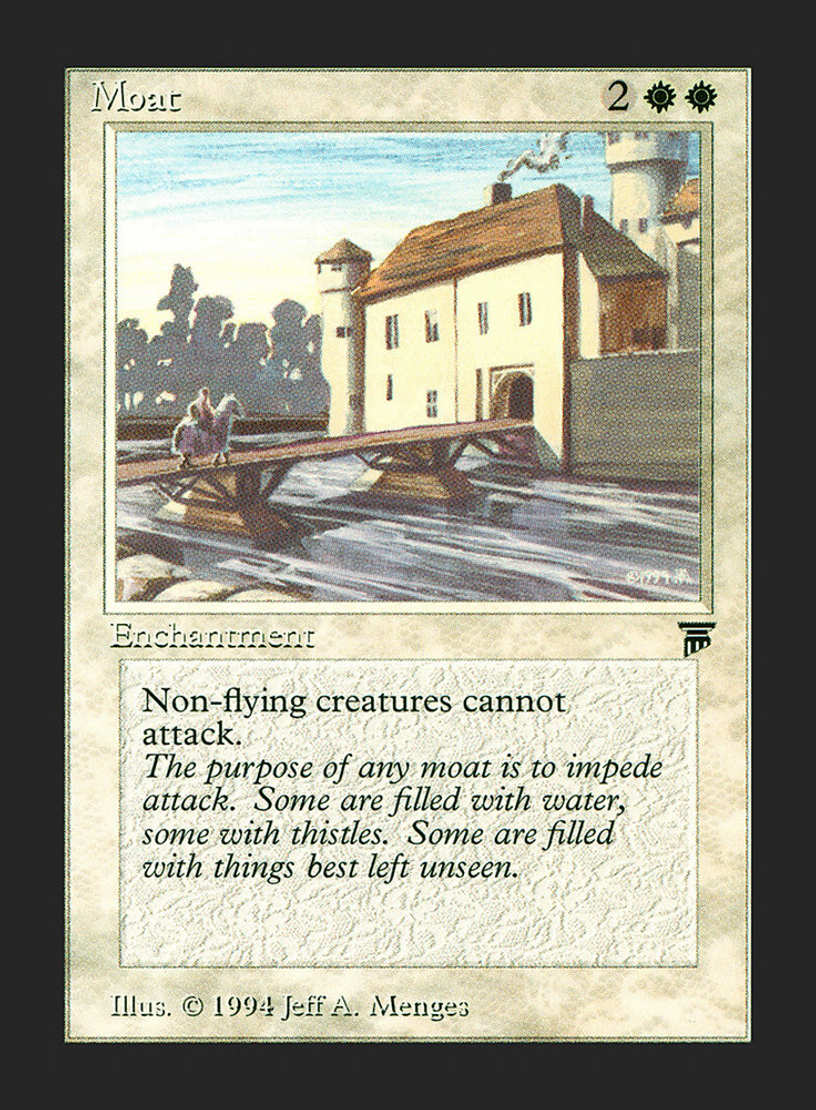 Moat 2
©1994
Enchantment
Non-flying creatures cannot
attack.
The purpose of any moat is to impede
attack. Some are filled with water,
some with thistles. Some are filled
with things best left unseen.
Illus. © 1994 Jeff A. Menges